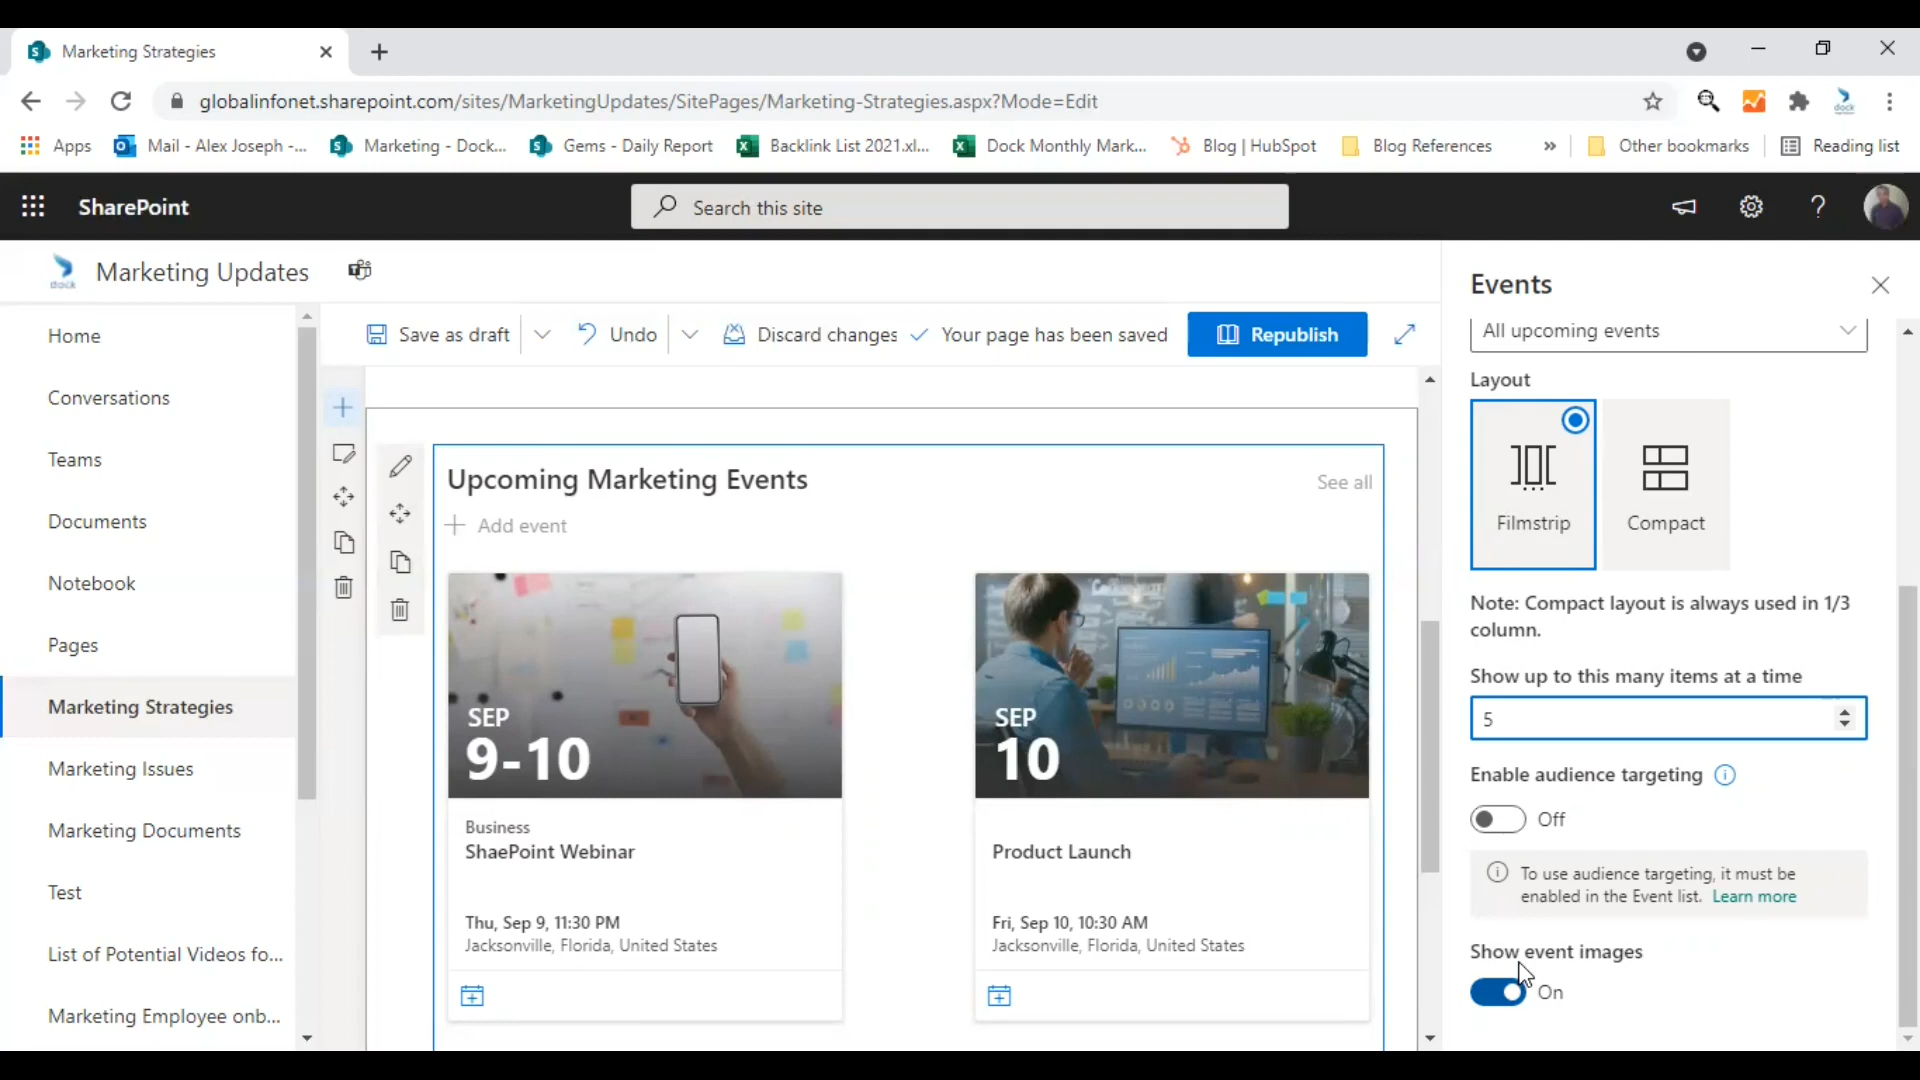 Marketing Strategies
globalinfonet.sharepoint.com/sites/MarketingUpdates/SitePages/Marketing-Strategies.aspx?Mode=Edit
Apps
Mail - Alex Joseph -...
Marketing - Dock...
Gems - Daily Report
Backlink List 2021.xl...
Dock Monthly Mark...
Blog | HubSpot
Blog References
»
Other bookmarks
Reading list
SharePoint
Search this site
dock
Marketing Updates
Home
Conversations
Teams
Documents
Notebook
Pages
Marketing Strategies
Marketing Issues
Marketing Documents
Test
List of Potential Videos fo...
Marketing Employee onb...
Save as draft
Undo
Discard changes
Your page has been saved
Republish
Upcoming Marketing Events
See all
Add event
SEP
9-10
Business
ShaePoint Webinar
Thu, Sep 9, 11:30 PM
Jacksonville, Florida, United States
SEP
10
Product Launch
Fri, Sep 10, 10:30 AM
Jacksonville, Florida, United States
Events
All upcoming events
Layout
Filmstrip
Compact
Note: Compact layout is always used in 1/3
column.
Show up to this many items at a time
5
Enable audience targeting
Off
To use audience targeting, it must be
enabled in the Event list. Learn more
Show event images
On